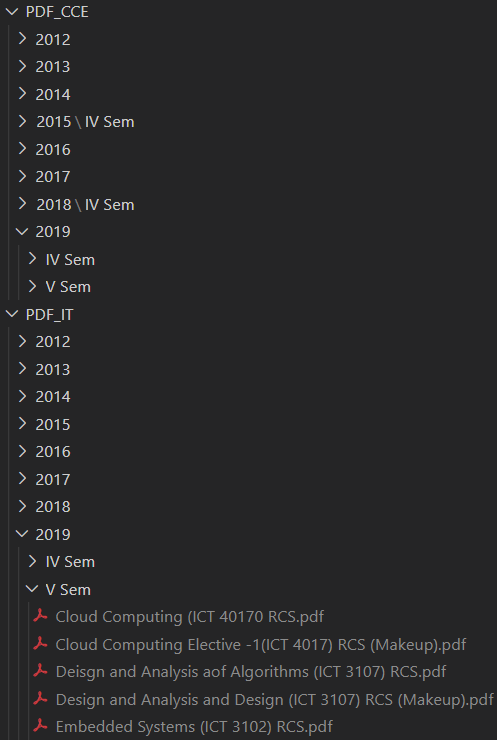 PDF_CCE
2012
2013
2014
2015 \ IV Sem
2016
2017
2018 \ IV Sem
2019
IV Sem
V Sem
PDF_IT
2012
2013
2014
2015
2016
2017
2018
2019
IV Sem
V Sem
Cloud Computing (ICT 40170 RCS.pdf
Cloud Computing Elective -1(ICT 4017) RCS (Makeup).pdf
Deisgn and Analysis aof Algorithms (ICT 3107) RCS.pdf
Design and Analysis and Design (ICT 3107) RCS (Makeup).pdf
Embedded Systems (ICT 3102) RCS.pdf